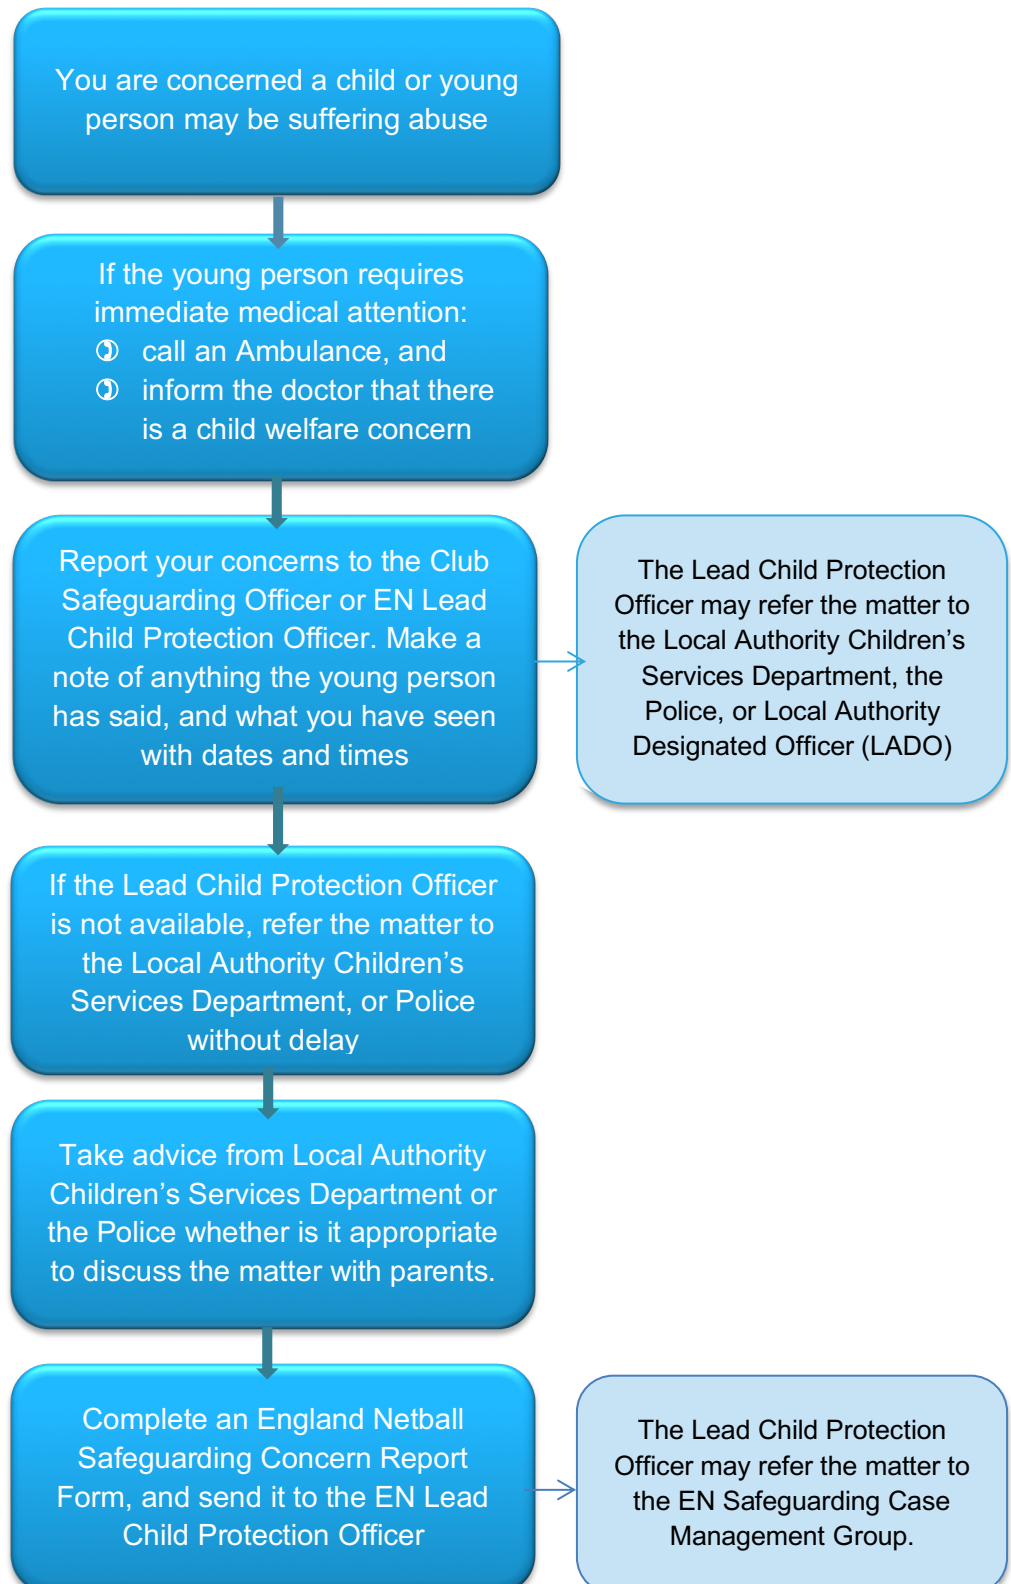 You are concerned a child or young
person may be suffering abuse
If the young person requires
immediate medical attention:
call an Ambulance, and
inform the doctor that there
is a child welfare concern
Report your concerns to the Club
Safeguarding Officer or EN Lead
Child Protection Officer. Make a
note of anything the young person
has said, and what you have seen
with dates and times
The Lead Child Protection
Officer may refer the matter to
the Local Authority Children’s
Services Department, the
Police, or Local Authority
Designated Officer (LADO)
If the Lead Child Protection Officer
is not available, refer the matter to
the Local Authority Children’s
Services Department, or Police
without delay
Take advice from Local Authority
Children’s Services Department or
the Police whether is it appropriate
to discuss the matter with parents.
Complete an England Netball
Safeguarding Concern Report
Form, and send it to the EN Lead
Child Protection Officer
The Lead Child Protection
Officer may refer the matter to
the EN Safeguarding Case
Management Group.